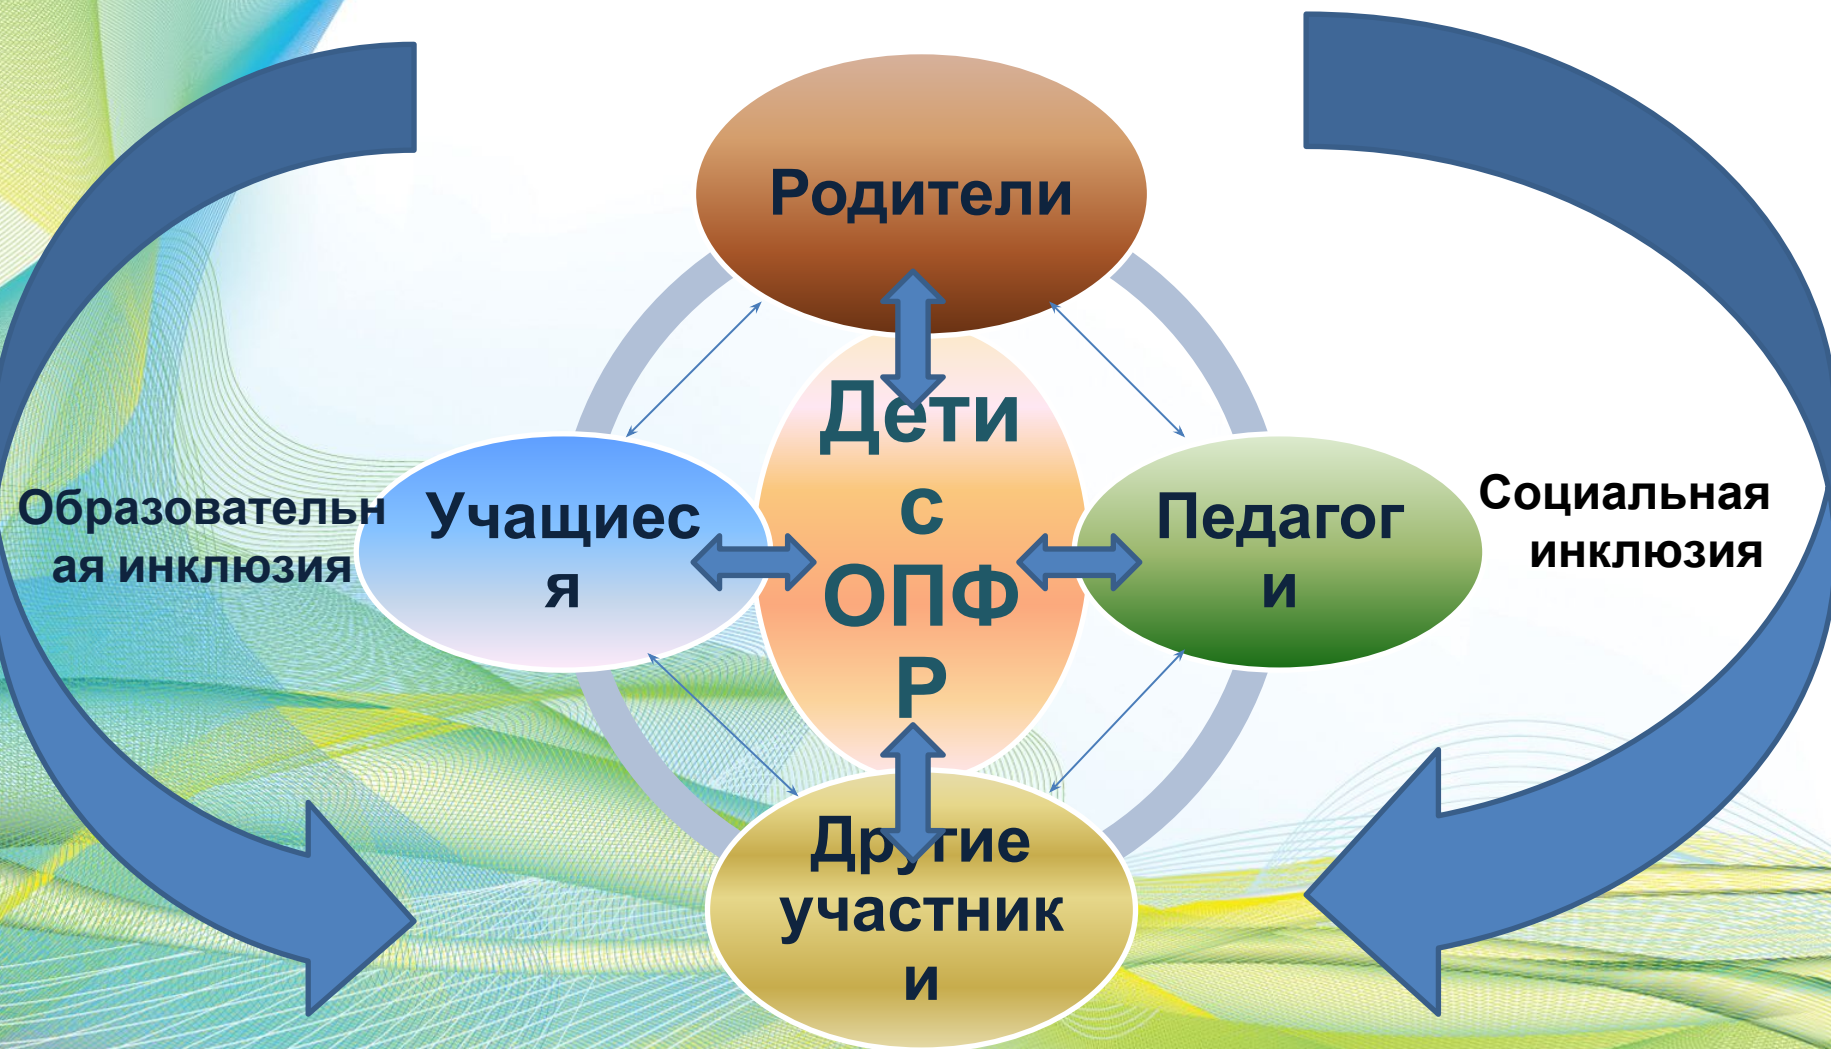 Родители
Дети
с
ОПФ
Р
Образовательн
ая инклюзия
Учащиес
я
Педагог
и
Социальная
инклюзия
Другие
участник
и